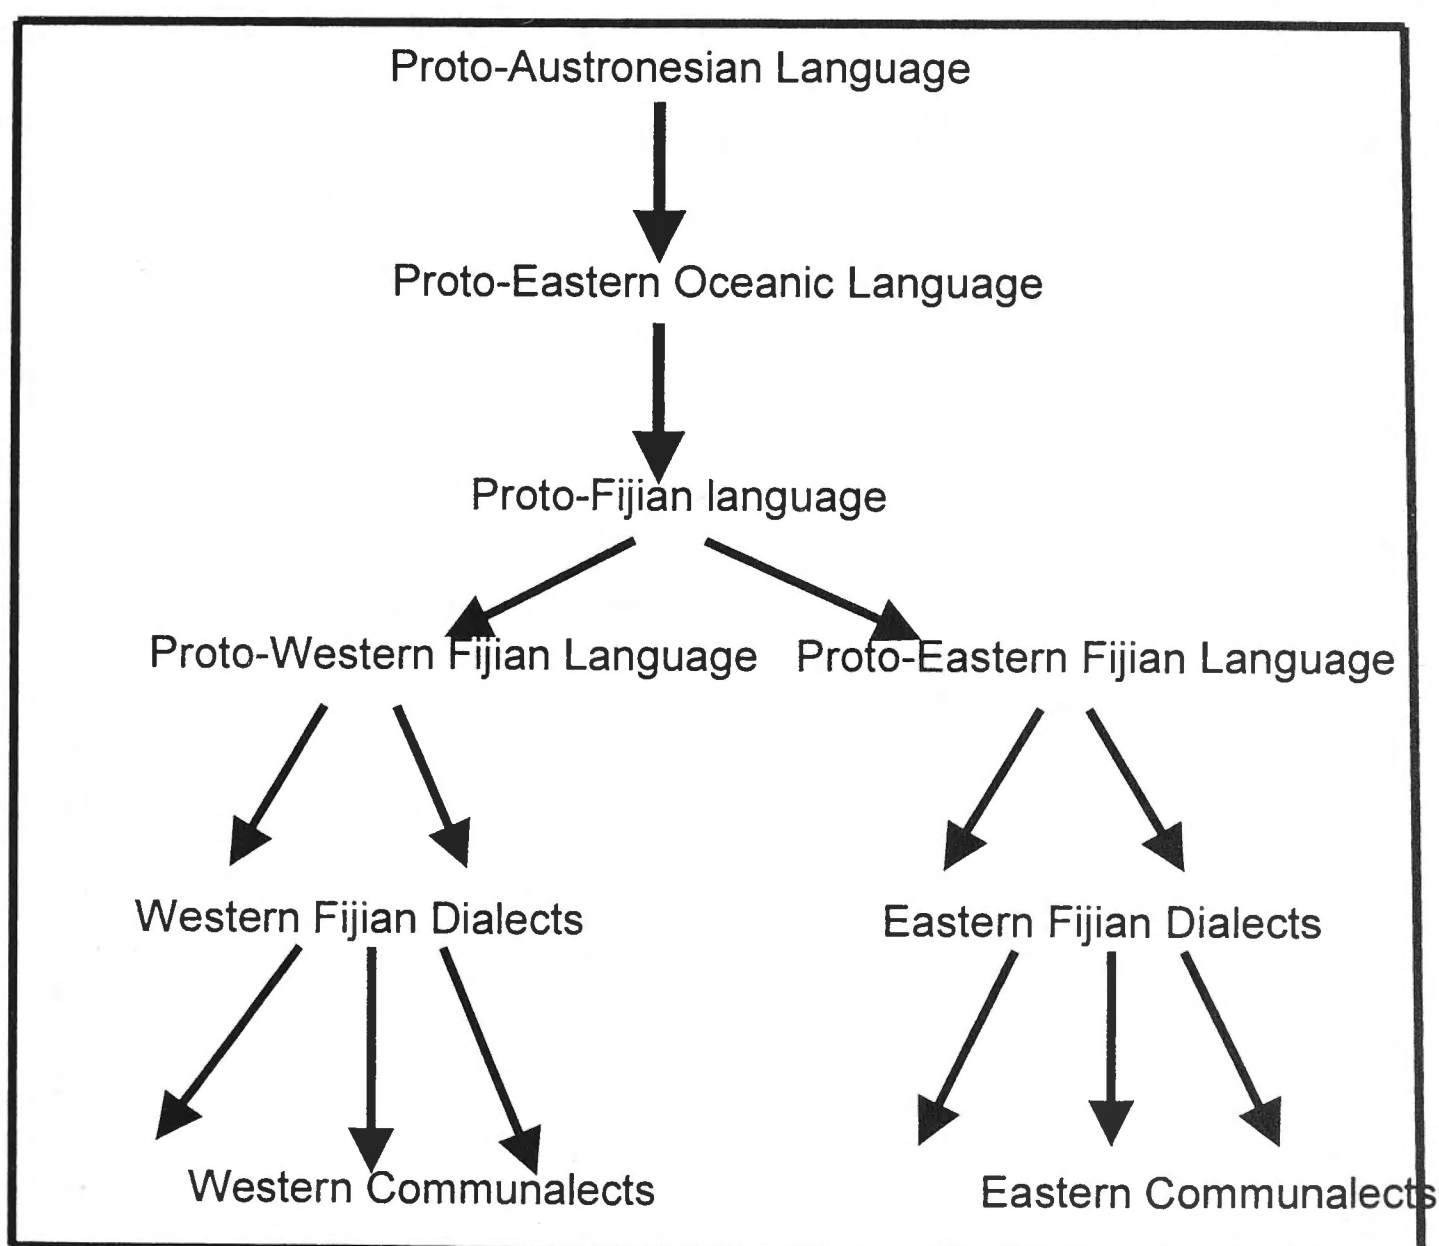 Proto-Austronesian Language
Proto-Eastern Oceanic Language
Proto-Fijian language
Proto-Western Fijian Language
Proto-Eastern Fijian Language
Western Fijian Dialects
Eastern Fijian Dialects
Western Communalects
Eastern Communalects